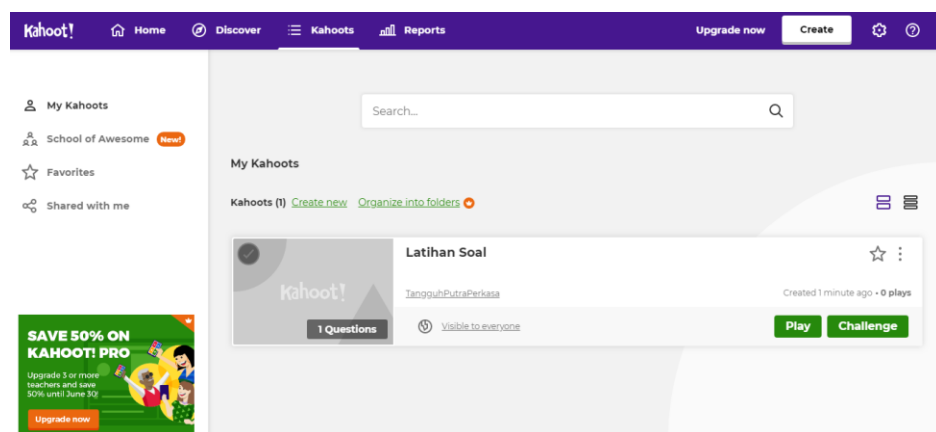 Kahoot! Home Discover Kahoots Reports Upgrade now Create
My Kahoots
School of Awesome New!
Favorites
Shared with me
SAVE 50% ON
KAHOOT! PRO
Upgrade 3 or more
teachers and save
50% until June 30!
Upgrade now
Search...
My Kahoots
Kahoots (1) Create new Organize into folders
Kahoot!
1 Questions
Latihan Soal
TangguhPutraPerkasa
Created 1 minute ago • 0 plays
Visible to everyone
Play Challenge